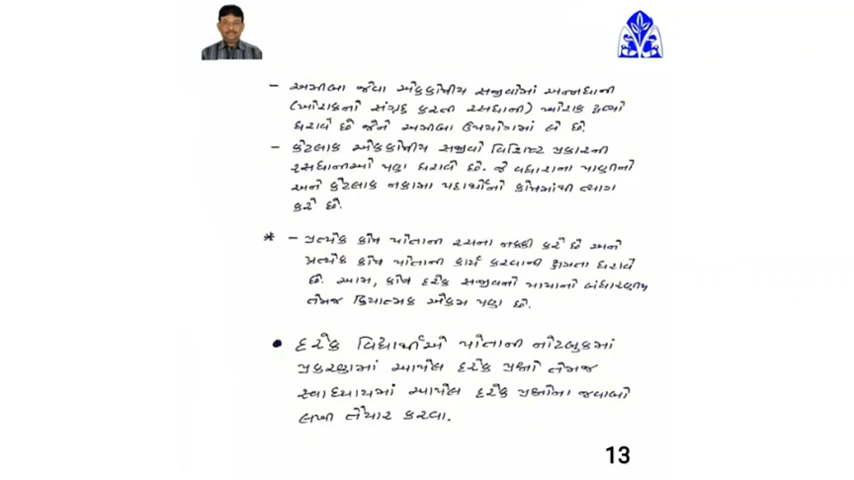 - અમીબા જેવા એકકોષીય સજીવોમાં અન્નધાની
(ખોરાકનો સંગ્રહ કરતી રસધાની) ખોરાક દ્રવ્યો
ધરાવે છે જેને અમીબા ઉપયોગમાં લે છે.
- કેટલાક એકકોષીય સજીવો વિશિષ્ટ પ્રકારની
રસધાનીઓ પણ ધરાવે છે. જે વધારાના પાણીનો
અને કેટલાક નકામા પદાર્થોનો કોષમાંથી ત્યાગ
કરે છે.
* - પ્રત્યેક કોષ પોતાની રચના નક્કી કરે છે અને
પ્રત્યેક કોષ પોતાની કાર્ય કરવાની ક્ષમતા ધરાવે
છે. આમ, કોષ દરેક સજીવનો પાયાનો બંધારણીય
તેમજ ક્રિયાત્મક એકમ પણ છે.
• દરેક વિદ્યાર્થીએ પોતાની નોટબુકમાં
પ્રકરણમાં આપેલ દરેક પ્રશ્નો તેમજ
સ્વાધ્યાયમાં આપેલ દરેક પ્રશ્નોના જવાબો
લખી તૈયાર કરવા.
13